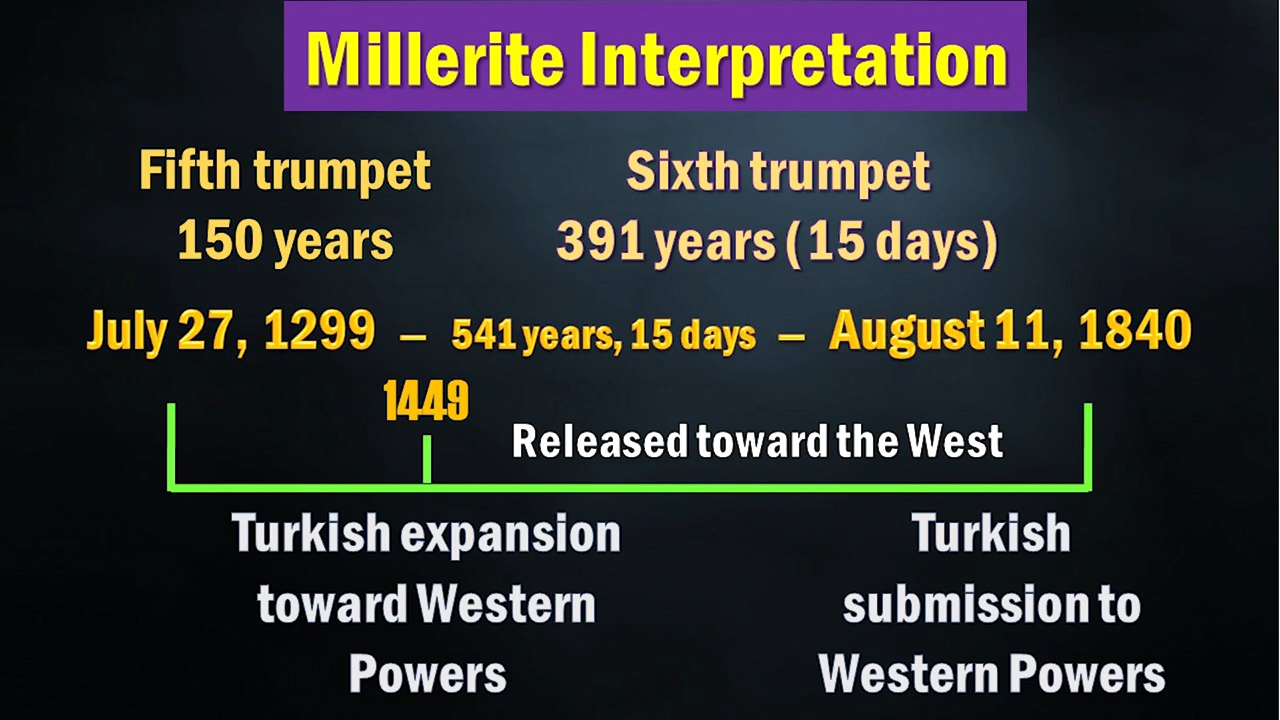 Millerite Interpretation
Fifth trumpet
150 years
Sixth trumpet
391 years (15 days)
July 27, 1299 – 541 years, 15 days – August 11, 1840
1449
Released toward the West
Turkish expansion
toward Western
Powers
Turkish
submission to
Western Powers